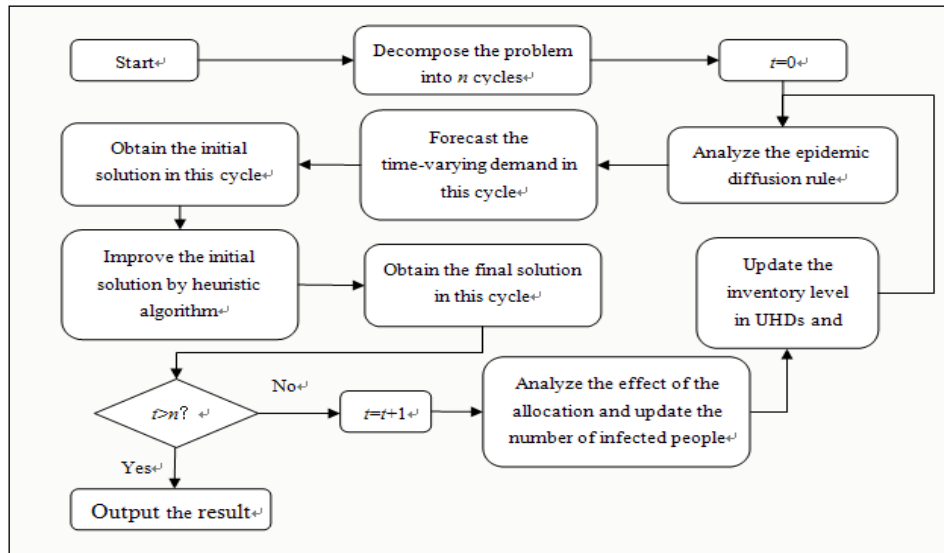 Start
Decompose the problem
into n cycles
t=0
Analyze the epidemic
diffusion rule
Forecast the
time-varying demand in
this cycle
Obtain the initial
solution in this cycle
Improve the initial
solution by heuristic
algorithm
Obtain the final solution
in this cycle
t>n?
No
t=t+1
Analyze the effect of the
allocation and update the
number of infected people
Update the
inventory level
in UHDs and
Yes
Output the result